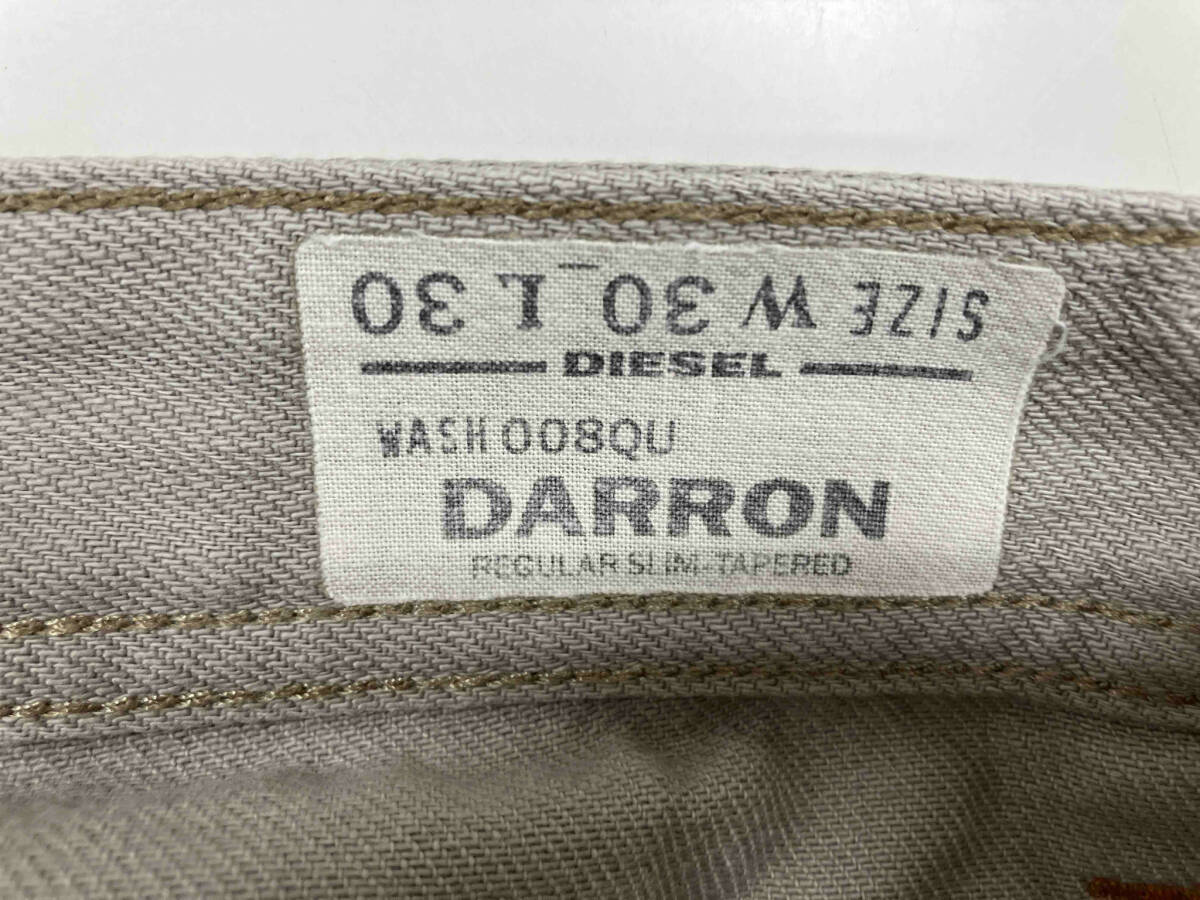 SIZE W 30 L 30
DIESEL
WASH 008QU
DARRON
REGULAR SLIM-TAPERED